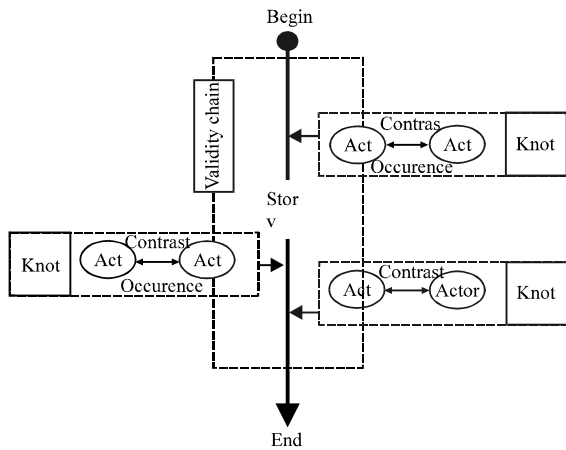 Begin
Validity chain
Contras
Act
Act
Knot
Occurence
Stor
v
Contrast
Knot
Act
Act
Occurence
Contrast
Act
Actor
Knot
End